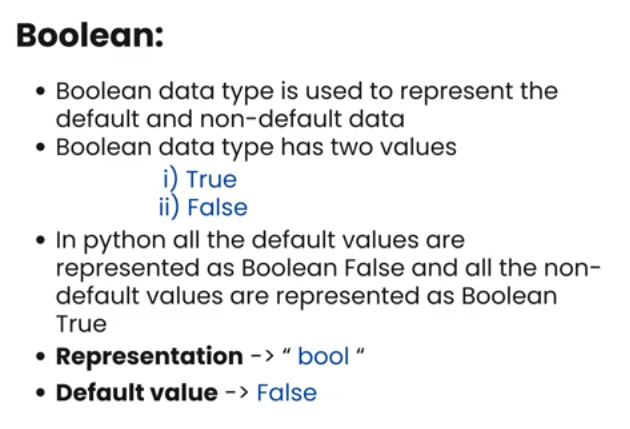 Boolean:
• Boolean data type is used to represent the
default and non-default data
• Boolean data type has two values
i) True
ii) False
• In python all the default values are
represented as Boolean False and all the non-
default values are represented as Boolean
True
• Representation -> “ bool “
• Default value -> False